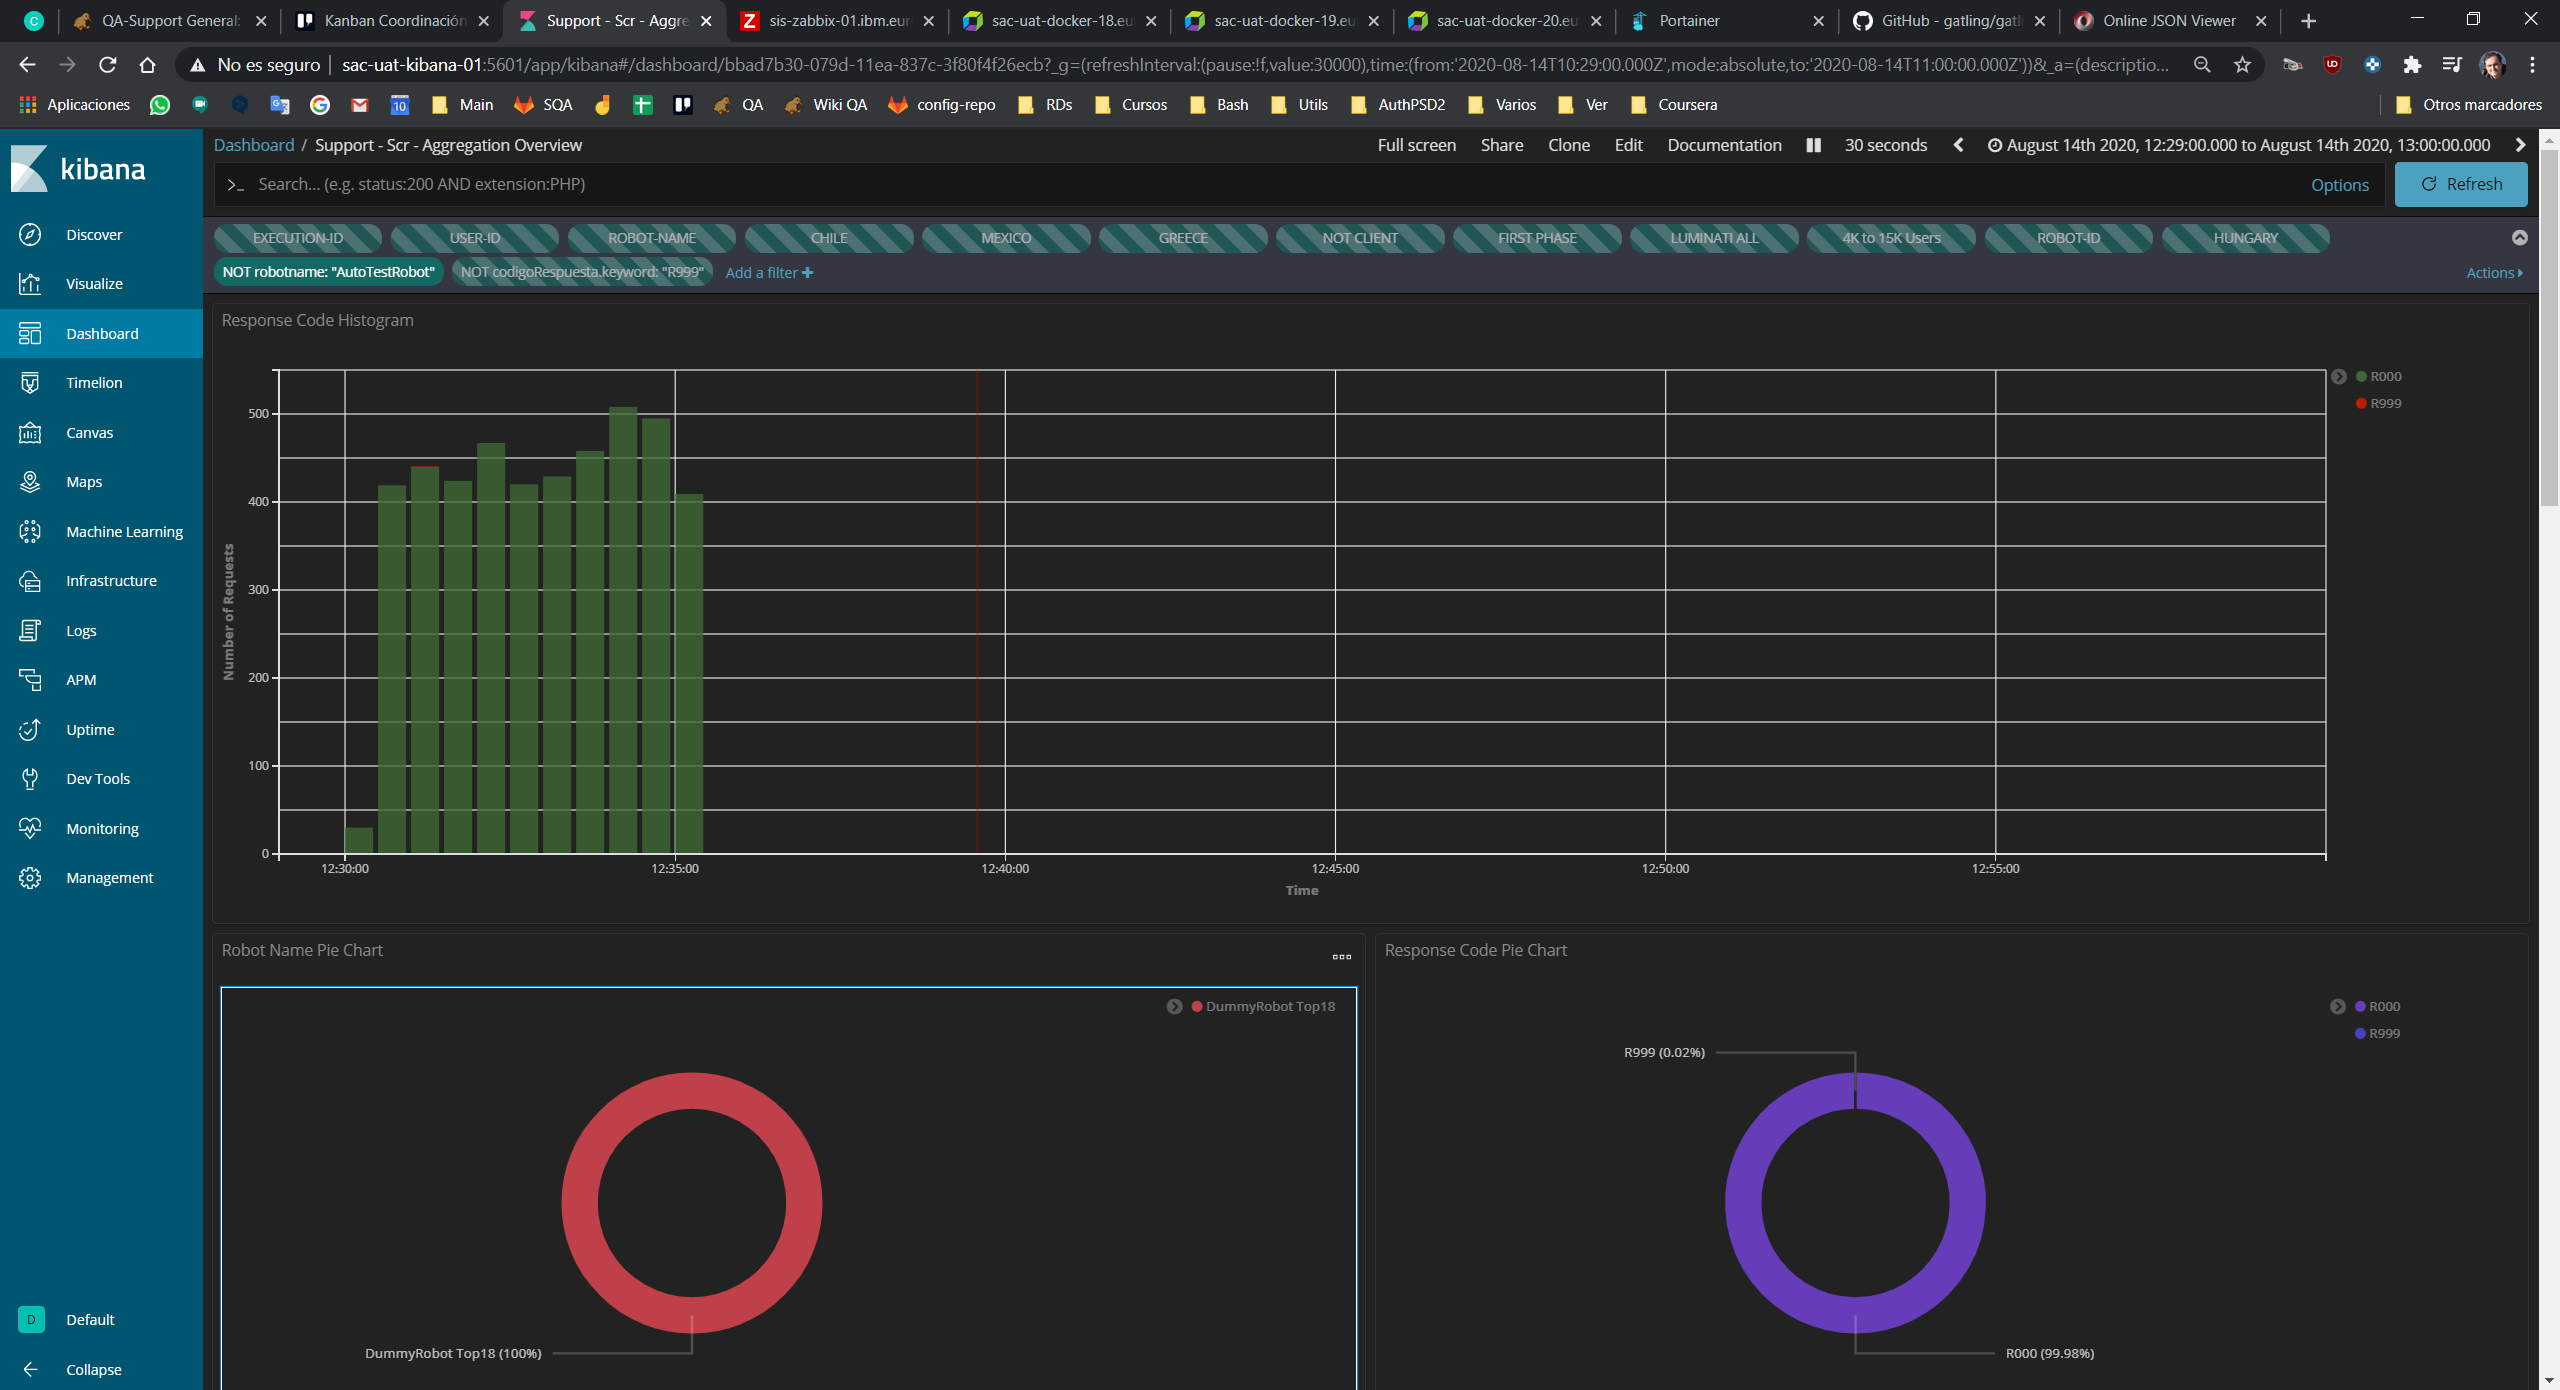 QA-Support General:
Kanban Coordinación
Support - Scr - Aggre
sis-zabbix-01.ibm.eur
sac-uat-docker-18.eu
sac-uat-docker-19.eu
sac-uat-docker-20.eu
Portainer
GitHub - gatling/gatl
Online JSON Viewer
No es seguro
sac-uat-kibana-01:5601/app/kibana#/dashboard/bbad7b30-079d-11ea-837c-3f80f4f26ecb?_g=(refreshInterval:(pause:!f,value:30000),time:(from:'2020-08-14T10:29:00.000Z',mode:absolute,to:'2020-08-14T11:00:00.000Z'))&_a=(descriptio...
Aplicaciones
10
Main
SQA
QA
Wiki QA
config-repo
RDs
Cursos
Bash
Utils
AuthPSD2
Varios
Ver
Coursera
Otros marcadores
kibana
Dashboard / Support - Scr - Aggregation Overview
Full screen
Share
Clone
Edit
Documentation
30 seconds
August 14th 2020, 12:29:00.000 to August 14th 2020, 13:00:00.000
>_ Search... (e.g. status:200 AND extension:PHP)
Options
Refresh
EXECUTION-ID
USER-ID
ROBOT-NAME
CHILE
MEXICO
GREECE
NOT CLIENT
FIRST PHASE
LUMINATI ALL
4K to 15K Users
ROBOT-ID
HUNGARY
NOT robotname: "AutoTestRobot"
NOT codigoRespuesta.keyword: "R999"
Add a filter +
Actions
Discover
Visualize
Dashboard
Timelion
Canvas
Maps
Machine Learning
Infrastructure
Logs
APM
Uptime
Dev Tools
Monitoring
Management
D Default
Collapse
Response Code Histogram
R000
R999
Number of Requests
500
400
300
200
100
0
12:30:00
12:35:00
12:40:00
12:45:00
12:50:00
12:55:00
Time
Robot Name Pie Chart
DummyRobot Top18
DummyRobot Top18 (100%)
Response Code Pie Chart
R000
R999
R999 (0.02%)
R000 (99.98%)